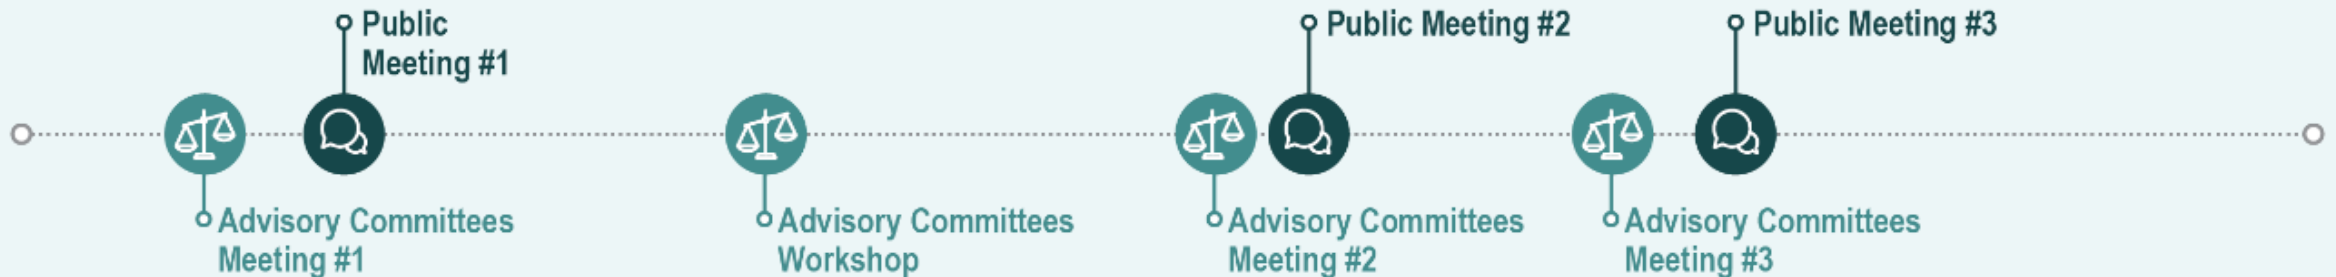 Public
Meeting #1
Public Meeting #2
Public Meeting #3
Advisory Committees
Meeting #1
Advisory Committees
Workshop
Advisory Committees
Meeting #2
Advisory Committees
Meeting #3